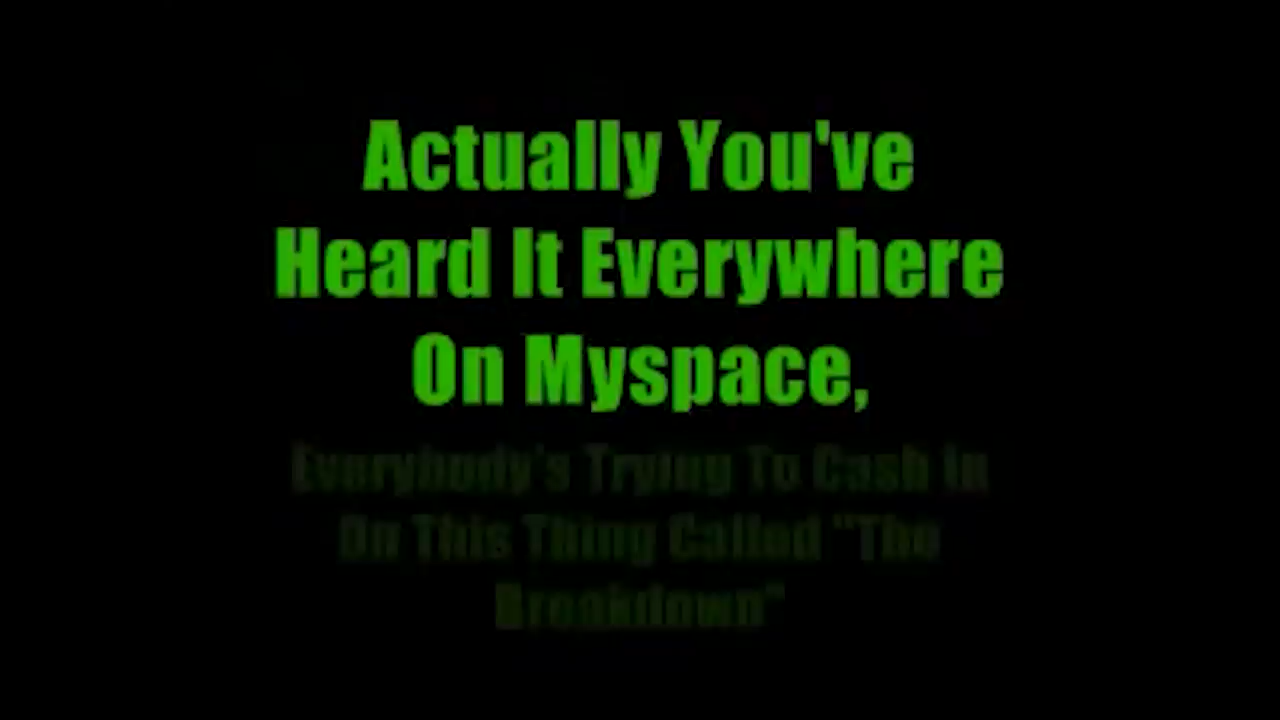 Actually You've
Heard It Everywhere
On Myspace,
Everybody's Trying To Cash In
On This Thing Called "The
Breakdown"